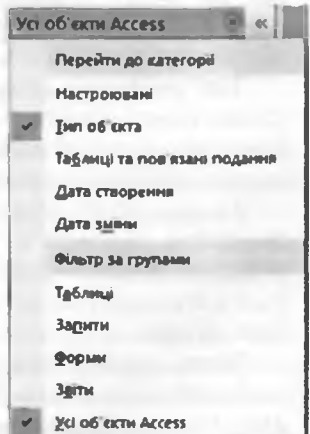 Усі об'єкти Access
Перейти до категорії
Настроювані
Тип об'єкта
Таблиці та пов'язані подання
Дата створення
Дата зміни
Фільтр за групами
Таблиці
Запити
Форми
Звіти
Усі об'єкти Access